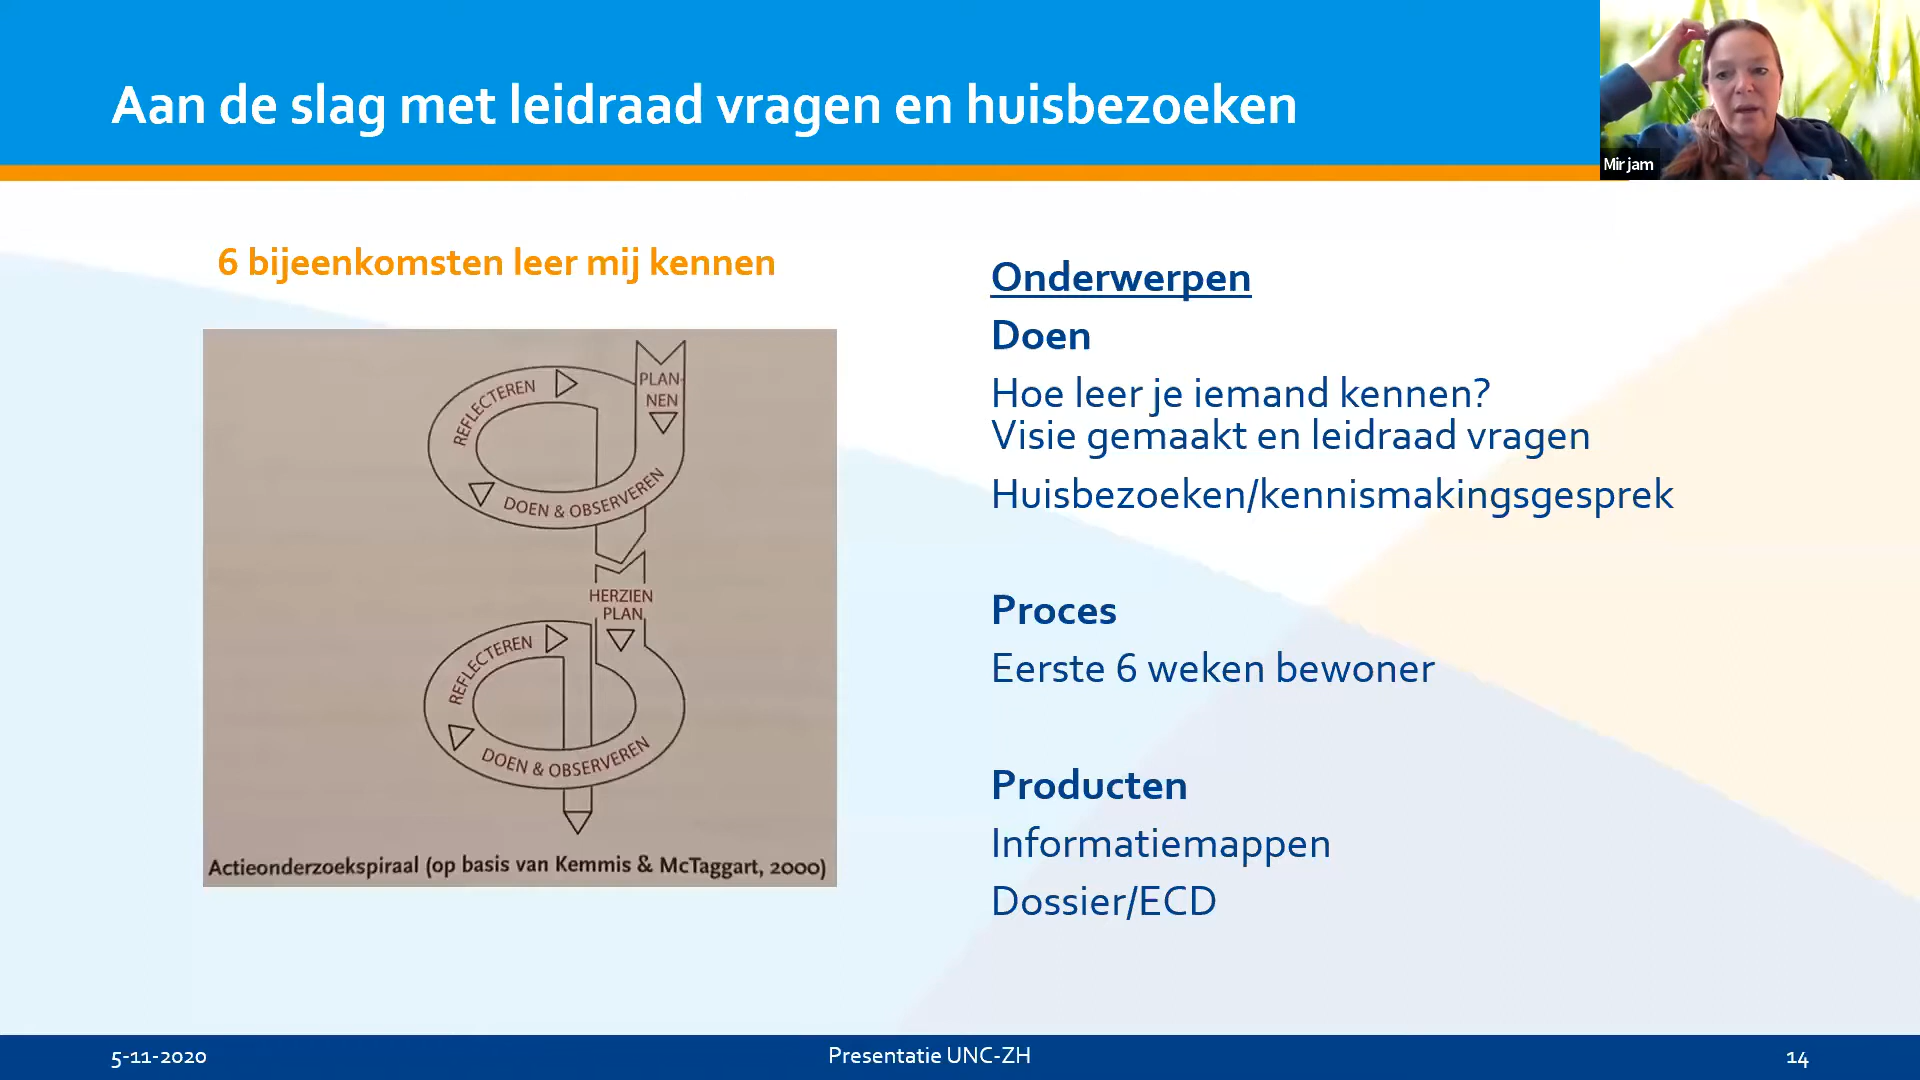 Aan de slag met leidraad vragen en huisbezoeken
Mirjam
6 bijeenkomsten leer mij kennen
PLAN-
NEN
REFLECTEREN
DOEN & OBSERVEREN
HERZIEN
PLAN
REFLECTEREN
DOEN & OBSERVEREN
Actieonderzoekspiraal (op basis van Kemmis & McTaggart, 2000)
Onderwerpen
Doen
Hoe leer je iemand kennen?
Visie gemaakt en leidraad vragen
Huisbezoeken/kennismakingsgesprek
Proces
Eerste 6 weken bewoner
Producten
Informatiemappen
Dossier/ECD
5-11-2020
Presentatie UNC-ZH
14